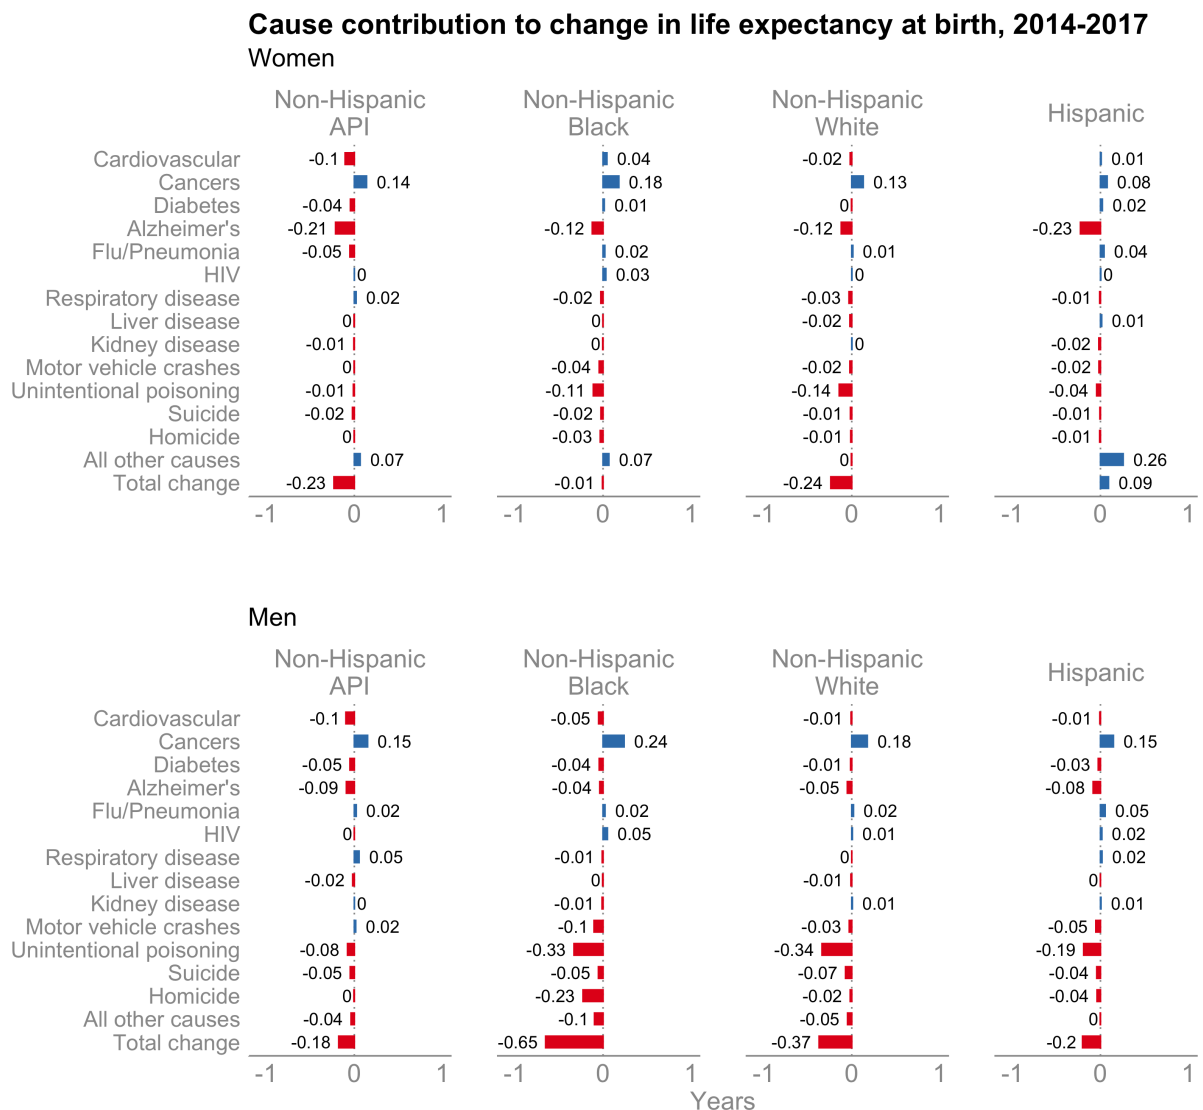 Cause contribution to change in life expectancy at birth, 2014-2017
Women
Non-Hispanic API
Non-Hispanic Black
Non-Hispanic White
Hispanic
Cardiovascular -0.1 0.04 -0.02 0.01
Cancers 0.14 0.18 0.13 0.08
Diabetes -0.04 0.01 0 0.02
Alzheimer's -0.21 -0.12 -0.12 -0.23
Flu/Pneumonia -0.05 0.02 0.01 0.04
HIV 0 0.03 0 0
Respiratory disease 0.02 -0.02 -0.03 -0.01
Liver disease 0 0 -0.02 0.01
Kidney disease -0.01 0 0 -0.02
Motor vehicle crashes 0 -0.04 -0.02 -0.02
Unintentional poisoning -0.01 -0.11 -0.14 -0.04
Suicide -0.02 -0.02 -0.01 -0.01
Homicide 0 -0.03 -0.01 -0.01
All other causes 0.07 0.07 0 0.26
Total change -0.23 -0.01 -0.24 0.09
-1 0 1 -1 0 1 -1 0 1 -1 0 1
Men
Non-Hispanic API
Non-Hispanic Black
Non-Hispanic White
Hispanic
Cardiovascular -0.1 -0.05 -0.01 -0.01
Cancers 0.15 0.24 0.18 0.15
Diabetes -0.05 -0.04 -0.01 -0.03
Alzheimer's -0.09 -0.04 -0.05 -0.08
Flu/Pneumonia 0.02 0.02 0.02 0.05
HIV 0 0.05 0.01 0.02
Respiratory disease 0.05 -0.01 0 0.02
Liver disease -0.02 0 -0.01 0
Kidney disease 0 -0.01 0.01 0.01
Motor vehicle crashes 0.02 -0.1 -0.03 -0.05
Unintentional poisoning -0.08 -0.33 -0.34 -0.19
Suicide -0.05 -0.05 -0.07 -0.04
Homicide 0 -0.23 -0.02 -0.04
All other causes -0.04 -0.1 -0.05 0
Total change -0.18 -0.65 -0.37 -0.2
-1 0 1 -1 0 1 -1 0 1 -1 0 1
Years